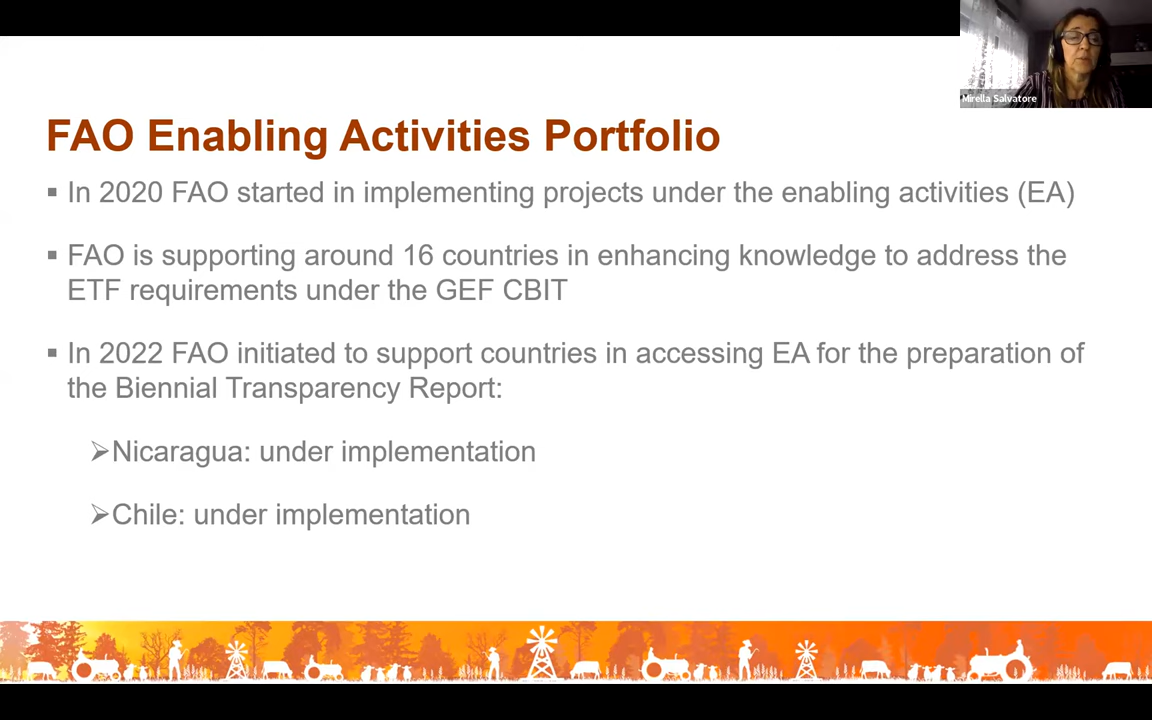 Mirella Salvatore
FAO Enabling Activities Portfolio
▪ In 2020 FAO started in implementing projects under the enabling activities (EA)
▪ FAO is supporting around 16 countries in enhancing knowledge to address the
ETF requirements under the GEF CBIT
▪ In 2022 FAO initiated to support countries in accessing EA for the preparation of
the Biennial Transparency Report:
➢Nicaragua: under implementation
➢Chile: under implementation